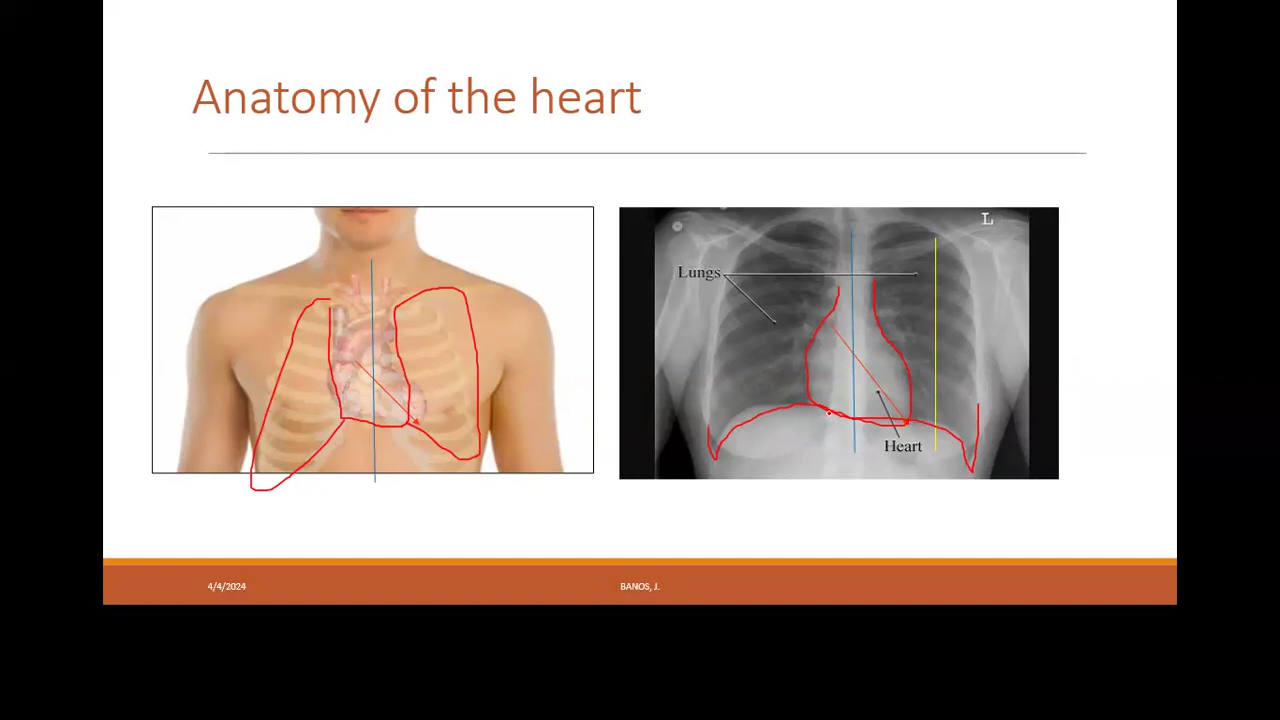 Anatomy of the heart
L
Lungs
Heart
4/4/2024
BANOS, J.